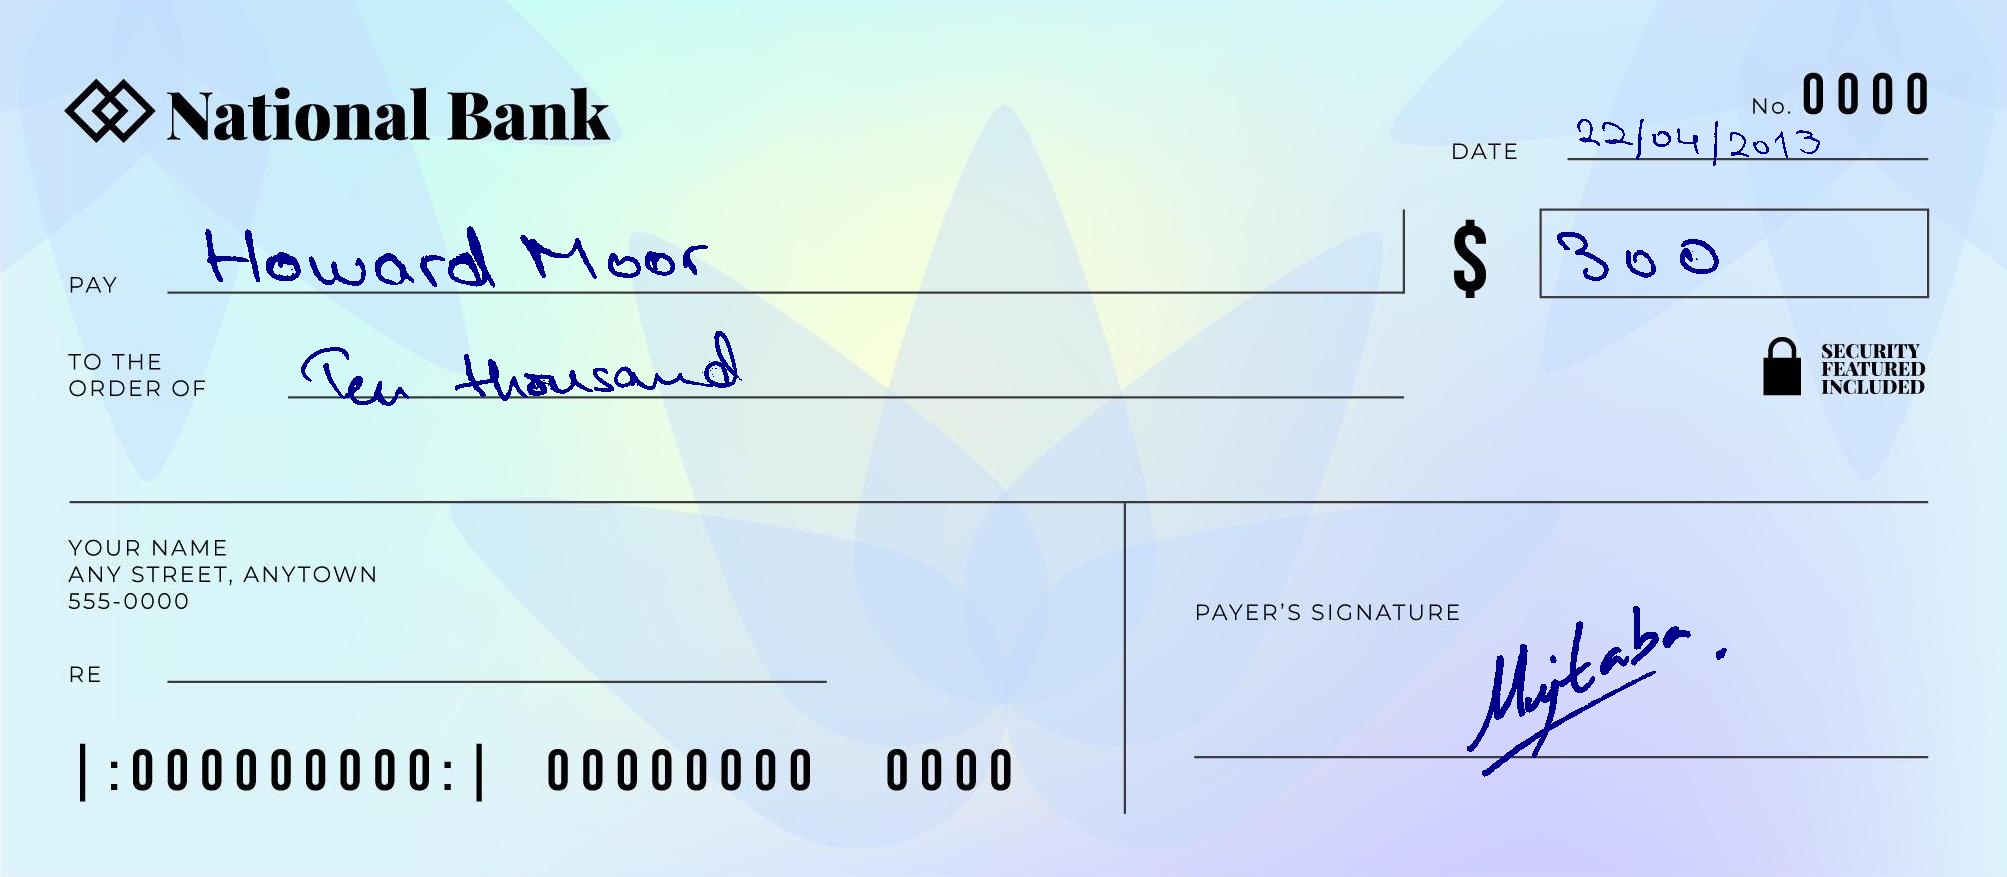 National Bank
No. 0000
DATE 22/04/2013
PAY Howard Moor
$ 300
TO THE
ORDER OF Ten thousand
SECURITY
FEATURED
INCLUDED
YOUR NAME
ANY STREET, ANYTOWN
555-0000
PAYER'S SIGNATURE
Mujtaba.
RE
|:000000000:| 00000000 0000